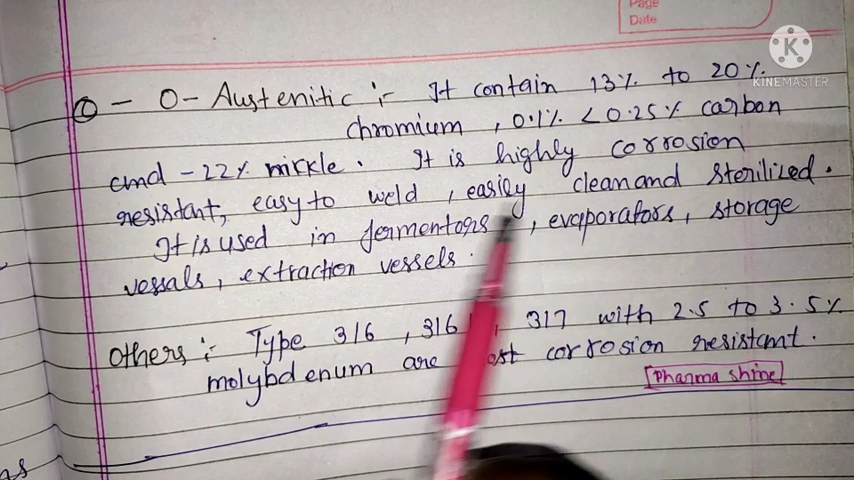 Page
Date
K
KINEMASTER
① - O- Austenitic :- It contain 13% to 20%
chromium, 0.1% < 0.25% carbon
and - 22% nickle. It is highly corrosion
resistant, easy to weld, easily clean and sterilized.
It is used in fermentors, evaporators, storage
vessals, extraction vessels.
Others :- Type 316, 316, 317 with 2.5 to 3.5%
molybdenum are corrosion resistant.
Pharma shine